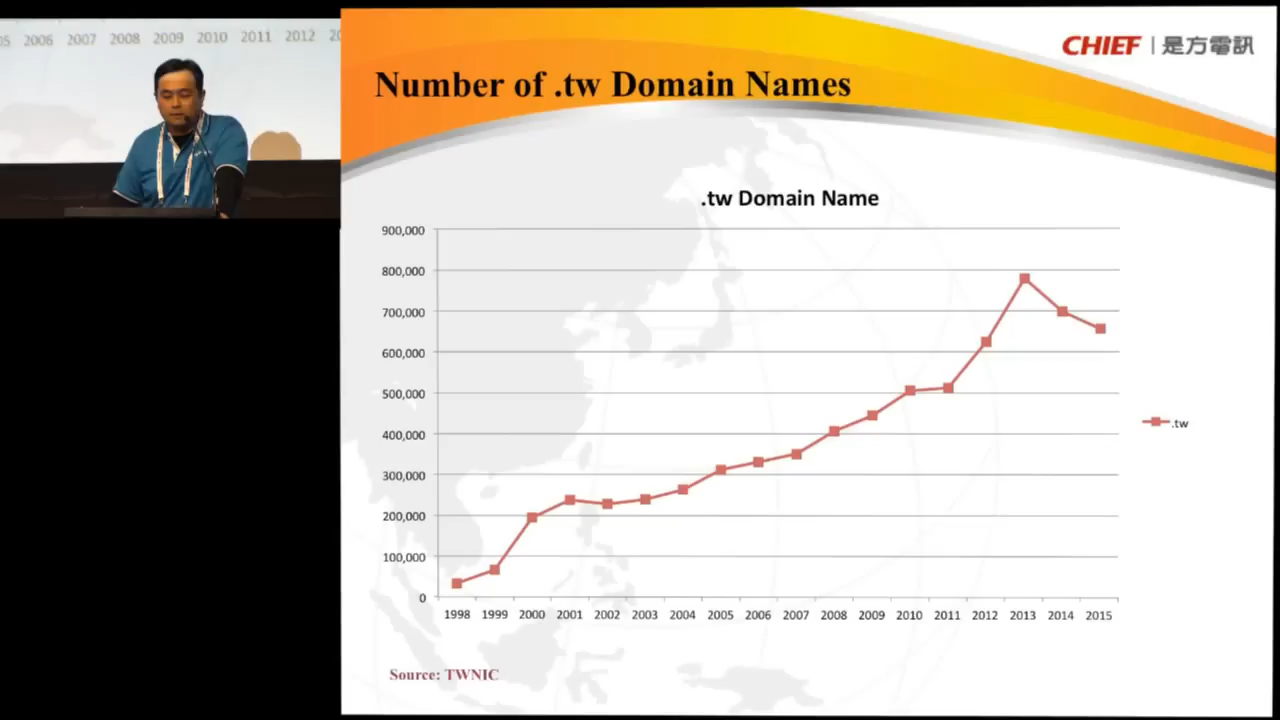 2006 2007 2008 2009 2010 2011 2012
CHIEF 是方電訊
Number of .tw Domain Names
.tw Domain Name
900,000
800,000
700,000
600,000
500,000
400,000
300,000
200,000
100,000
0
1998 1999 2000 2001 2002 2003 2004 2005 2006 2007 2008 2009 2010 2011 2012 2013 2014 2015
.tw
Source: TWNIC